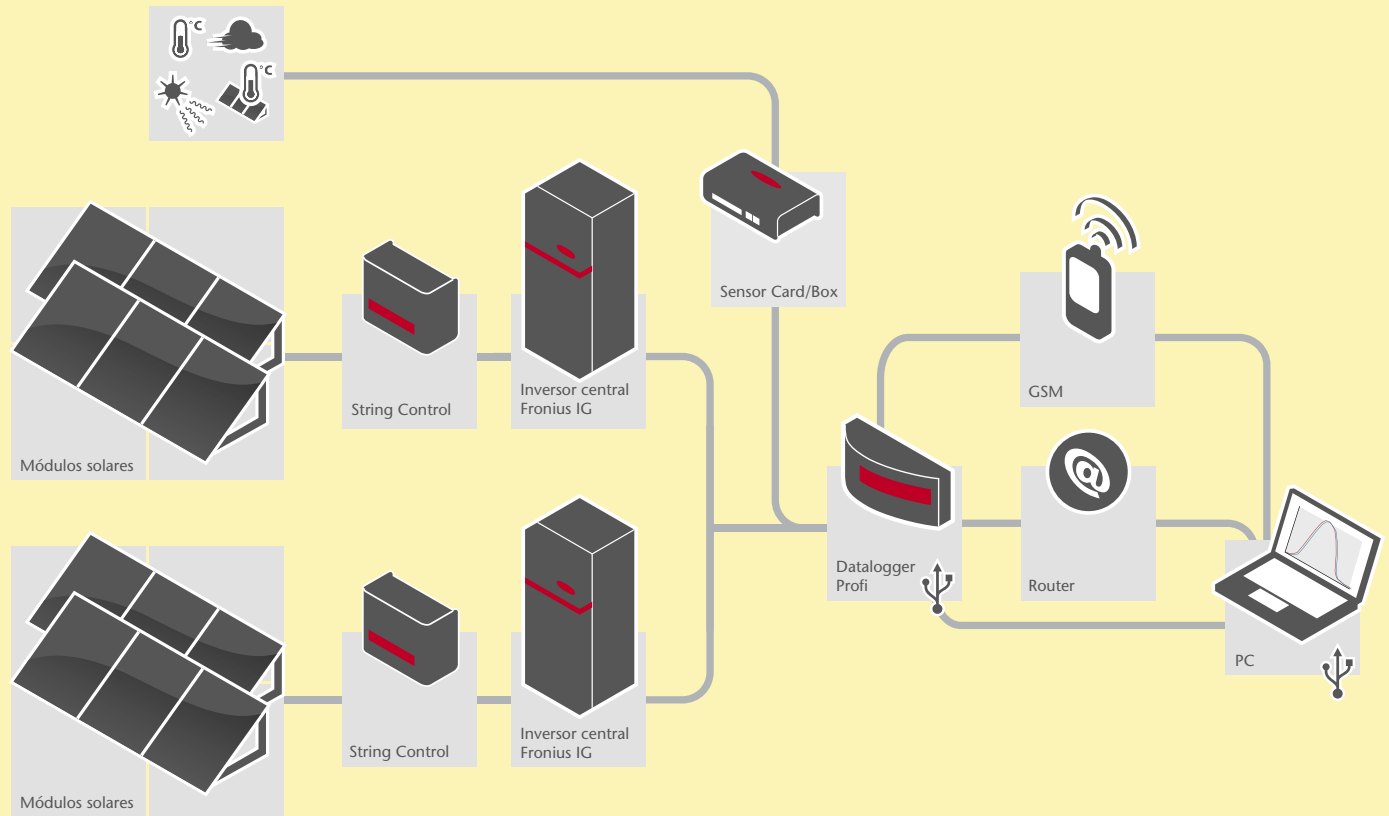 °C
°C
Sensor Card/Box
GSM
String Control
Inversor central
Fronius IG
Módulos solares
Datalogger
Profi
Router
PC
String Control
Inversor central
Fronius IG
Módulos solares